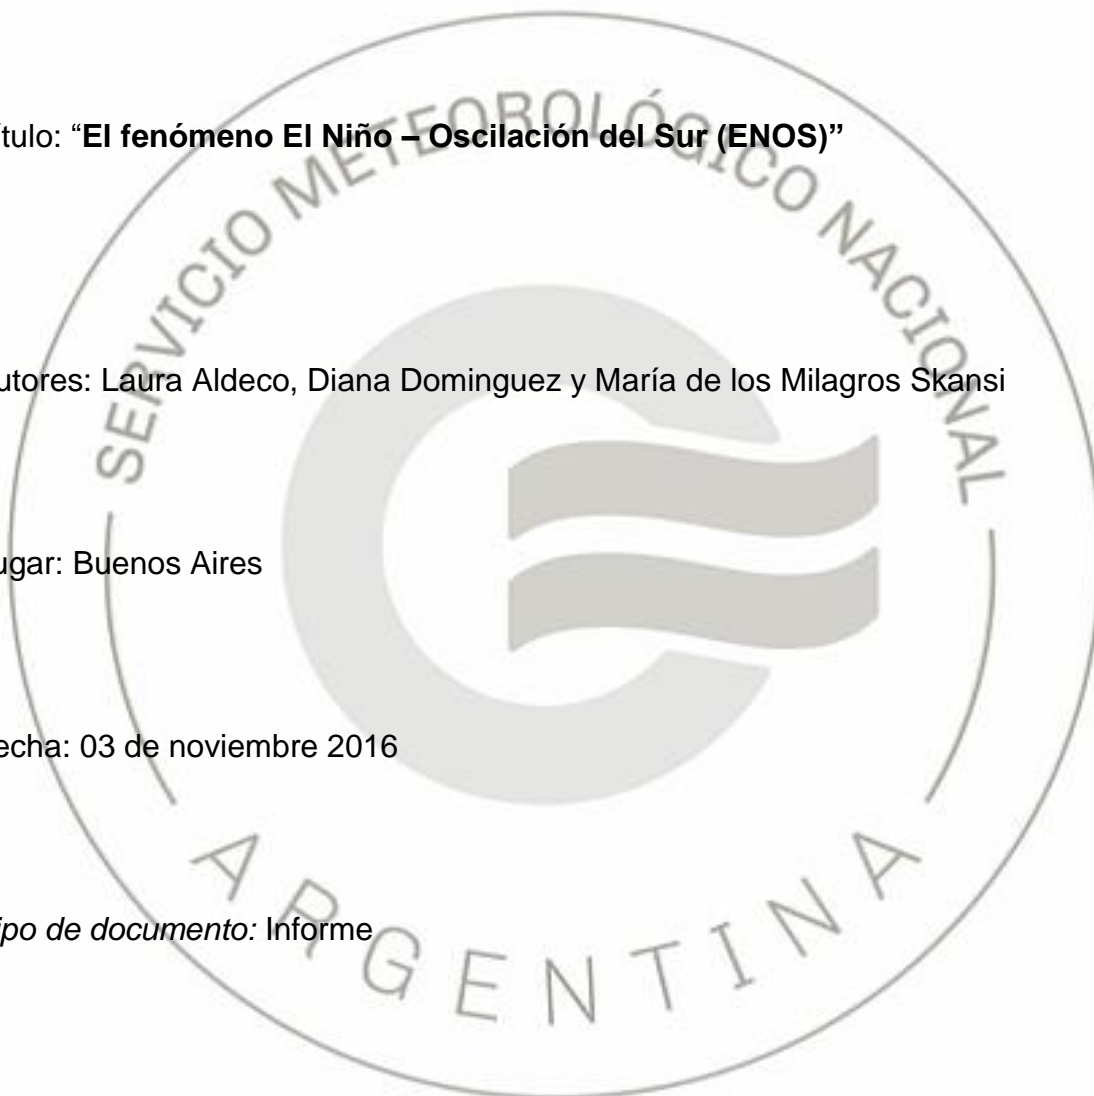 ítulo: “El fenómeno El Niño – Oscilación del Sur (ENOS)”
SERVICIO METEOROLÓGICO NACIONAL
utores: Laura Aldeco, Diana Dominguez y María de los Milagros Skansi
ugar: Buenos Aires
echa: 03 de noviembre 2016
ipo de documento: Informe
ARGENTINA